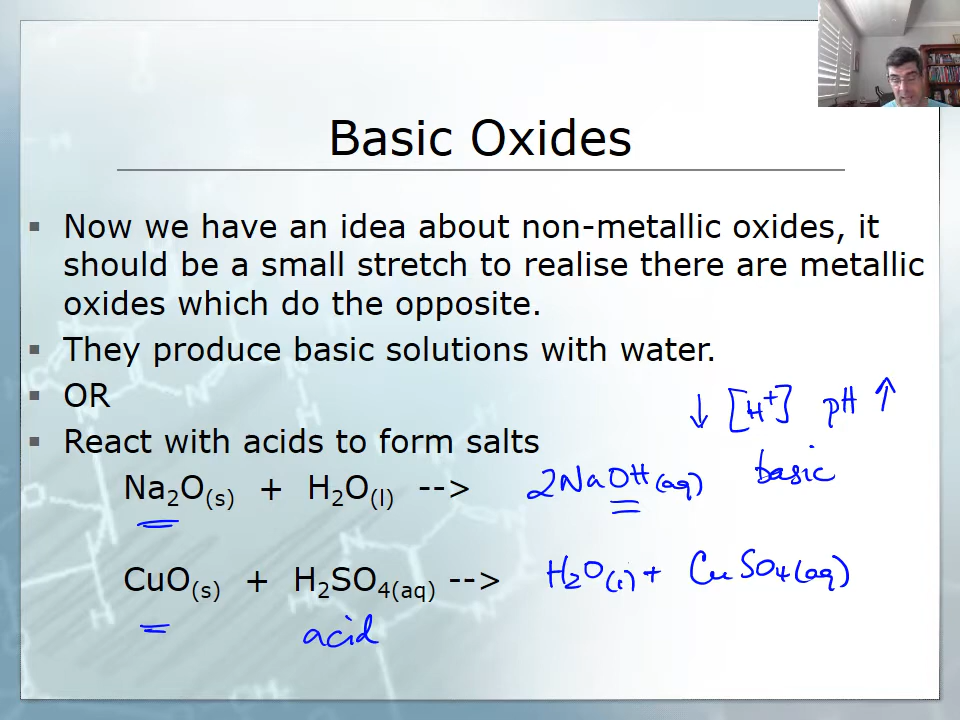 Basic Oxides
▪ Now we have an idea about non-metallic oxides, it
should be a small stretch to realise there are metallic
oxides which do the opposite.
▪ They produce basic solutions with water.
▪ OR
↓ [H⁺] pH ↑
▪ React with acids to form salts
Na₂O(s) + H₂O(l) --> 2NaOH(aq) basic
CuO(s) + H₂SO₄(aq) --> H₂O(l) + CuSO₄(aq)
acid